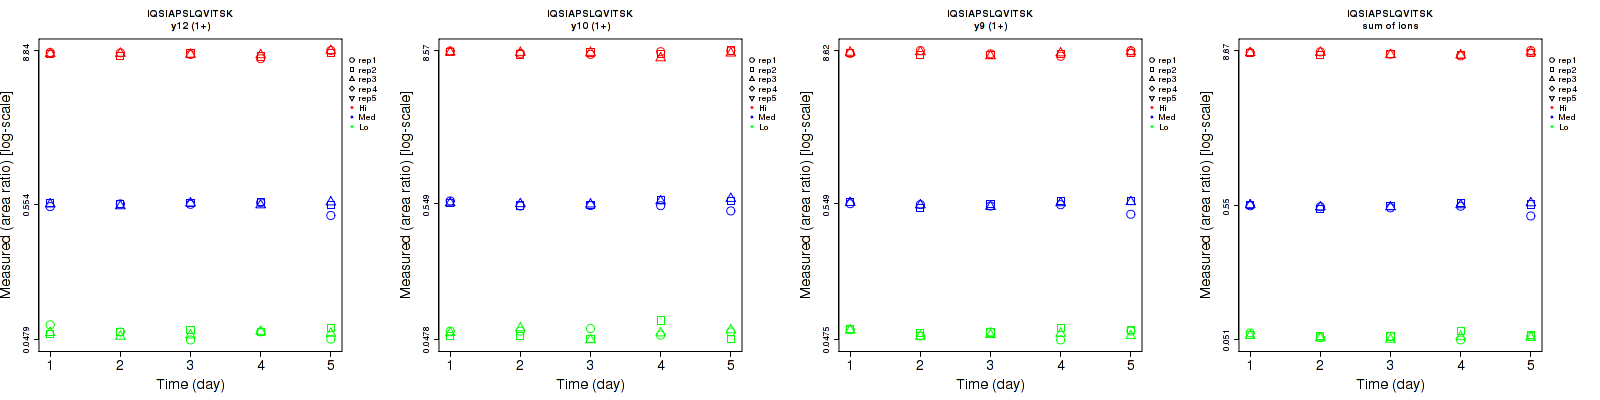 IQSIAPSLQVITSK
y12 (1+)
Measured (area ratio) [log-scale]
8.84
0.554
0.0479
1 2 3 4 5
Time (day)
rep1
rep2
rep3
rep4
rep5
Hi
Med
Lo
IQSIAPSLQVITSK
y10 (1+)
Measured (area ratio) [log-scale]
8.57
0.549
0.0478
1 2 3 4 5
Time (day)
rep1
rep2
rep3
rep4
rep5
Hi
Med
Lo
IQSIAPSLQVITSK
y9 (1+)
Measured (area ratio) [log-scale]
8.62
0.549
0.0475
1 2 3 4 5
Time (day)
rep1
rep2
rep3
rep4
rep5
Hi
Med
Lo
IQSIAPSLQVITSK
sum of ions
Measured (area ratio) [log-scale]
8.67
0.55
0.051
1 2 3 4 5
Time (day)
rep1
rep2
rep3
rep4
rep5
Hi
Med
Lo